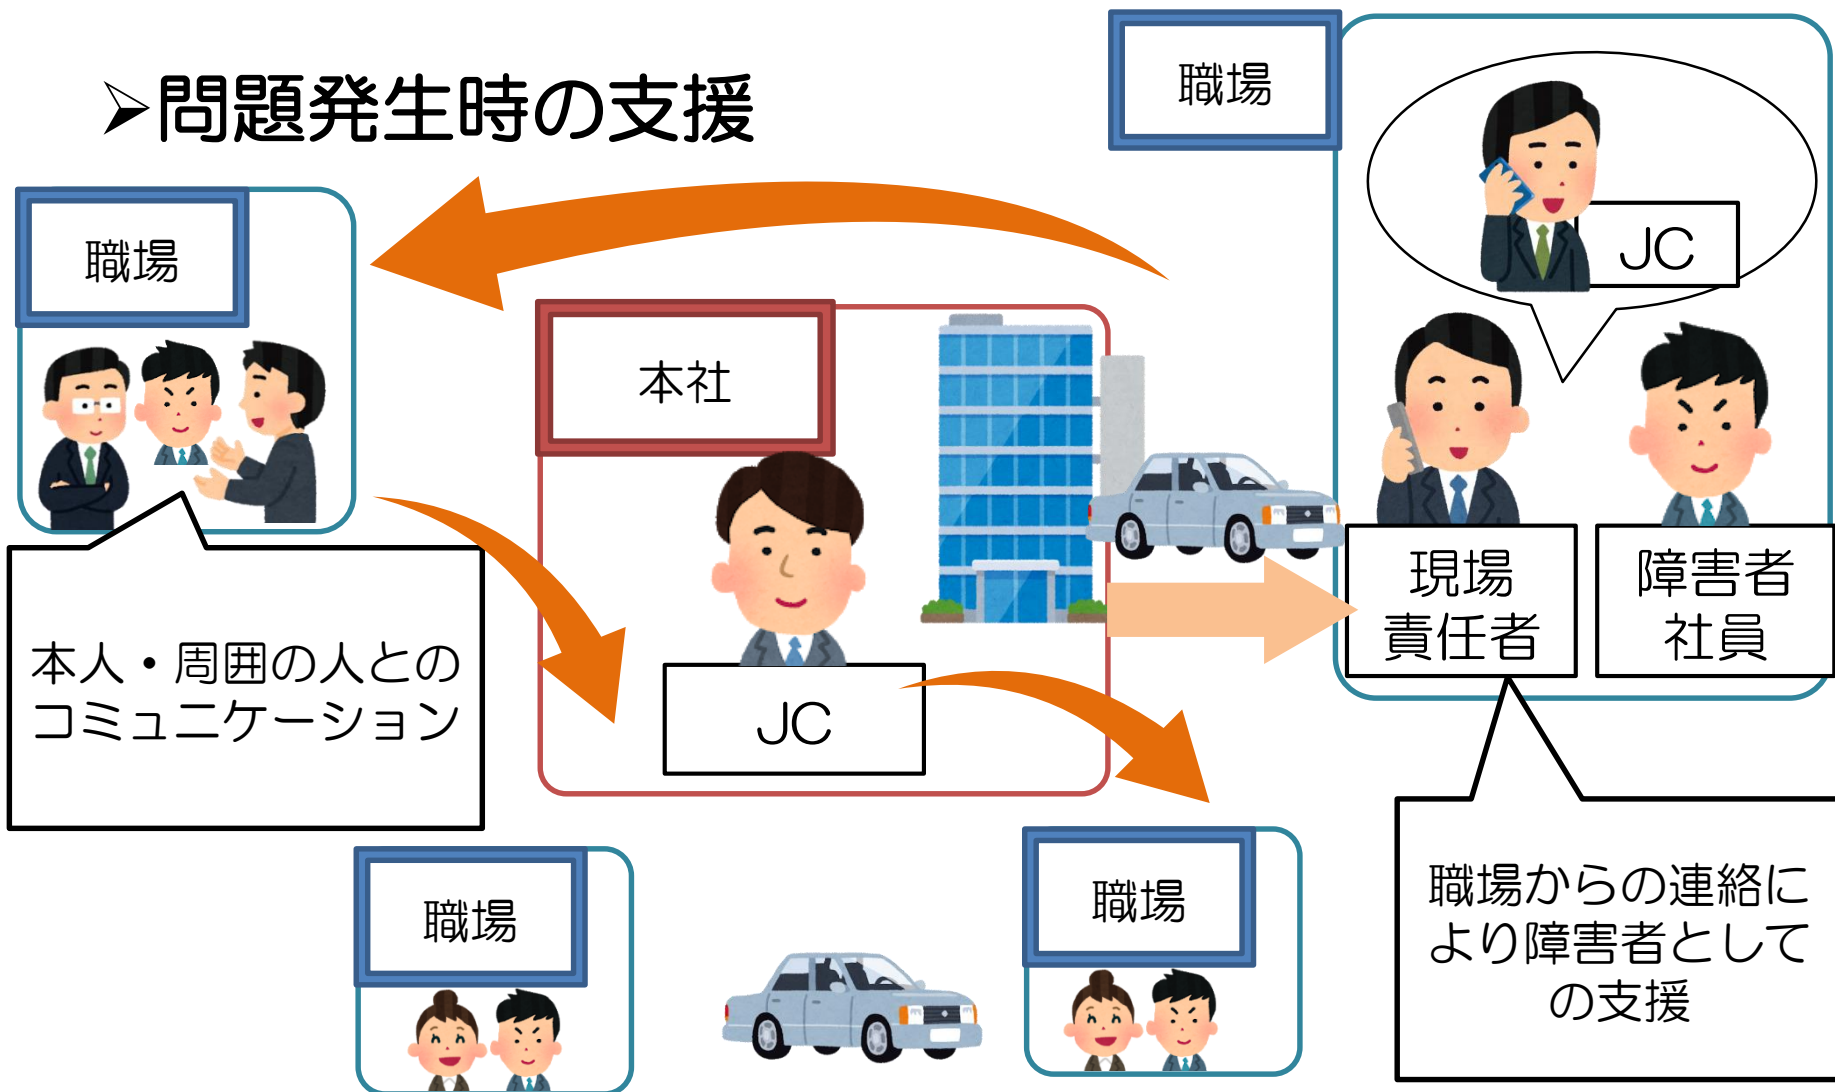 ➢問題発生時の支援
職場
JC
職場
本社
現場
責任者
障害者
社員
本人・周囲の人との
コミュニケーション
JC
職場からの連絡に
より障害者として
の支援
職場
職場